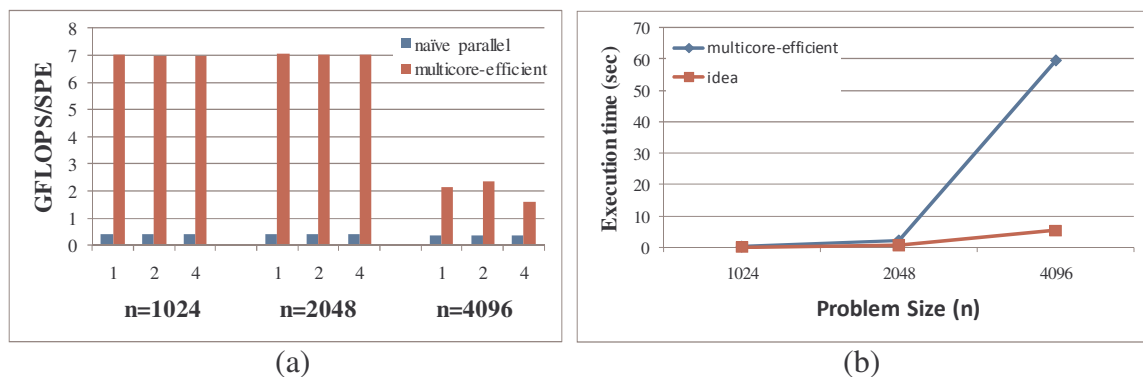 8
7
6
5
4
3
2
1
0
GFLOPS/SPE
naïve parallel
multicore-efficient
1 2 4 1 2 4 1 2 4
n=1024 n=2048 n=4096
(a)
70
60
50
40
30
20
10
0
Execution time (sec)
multicore-efficient
idea
1024 2048 4096
Problem Size (n)
(b)